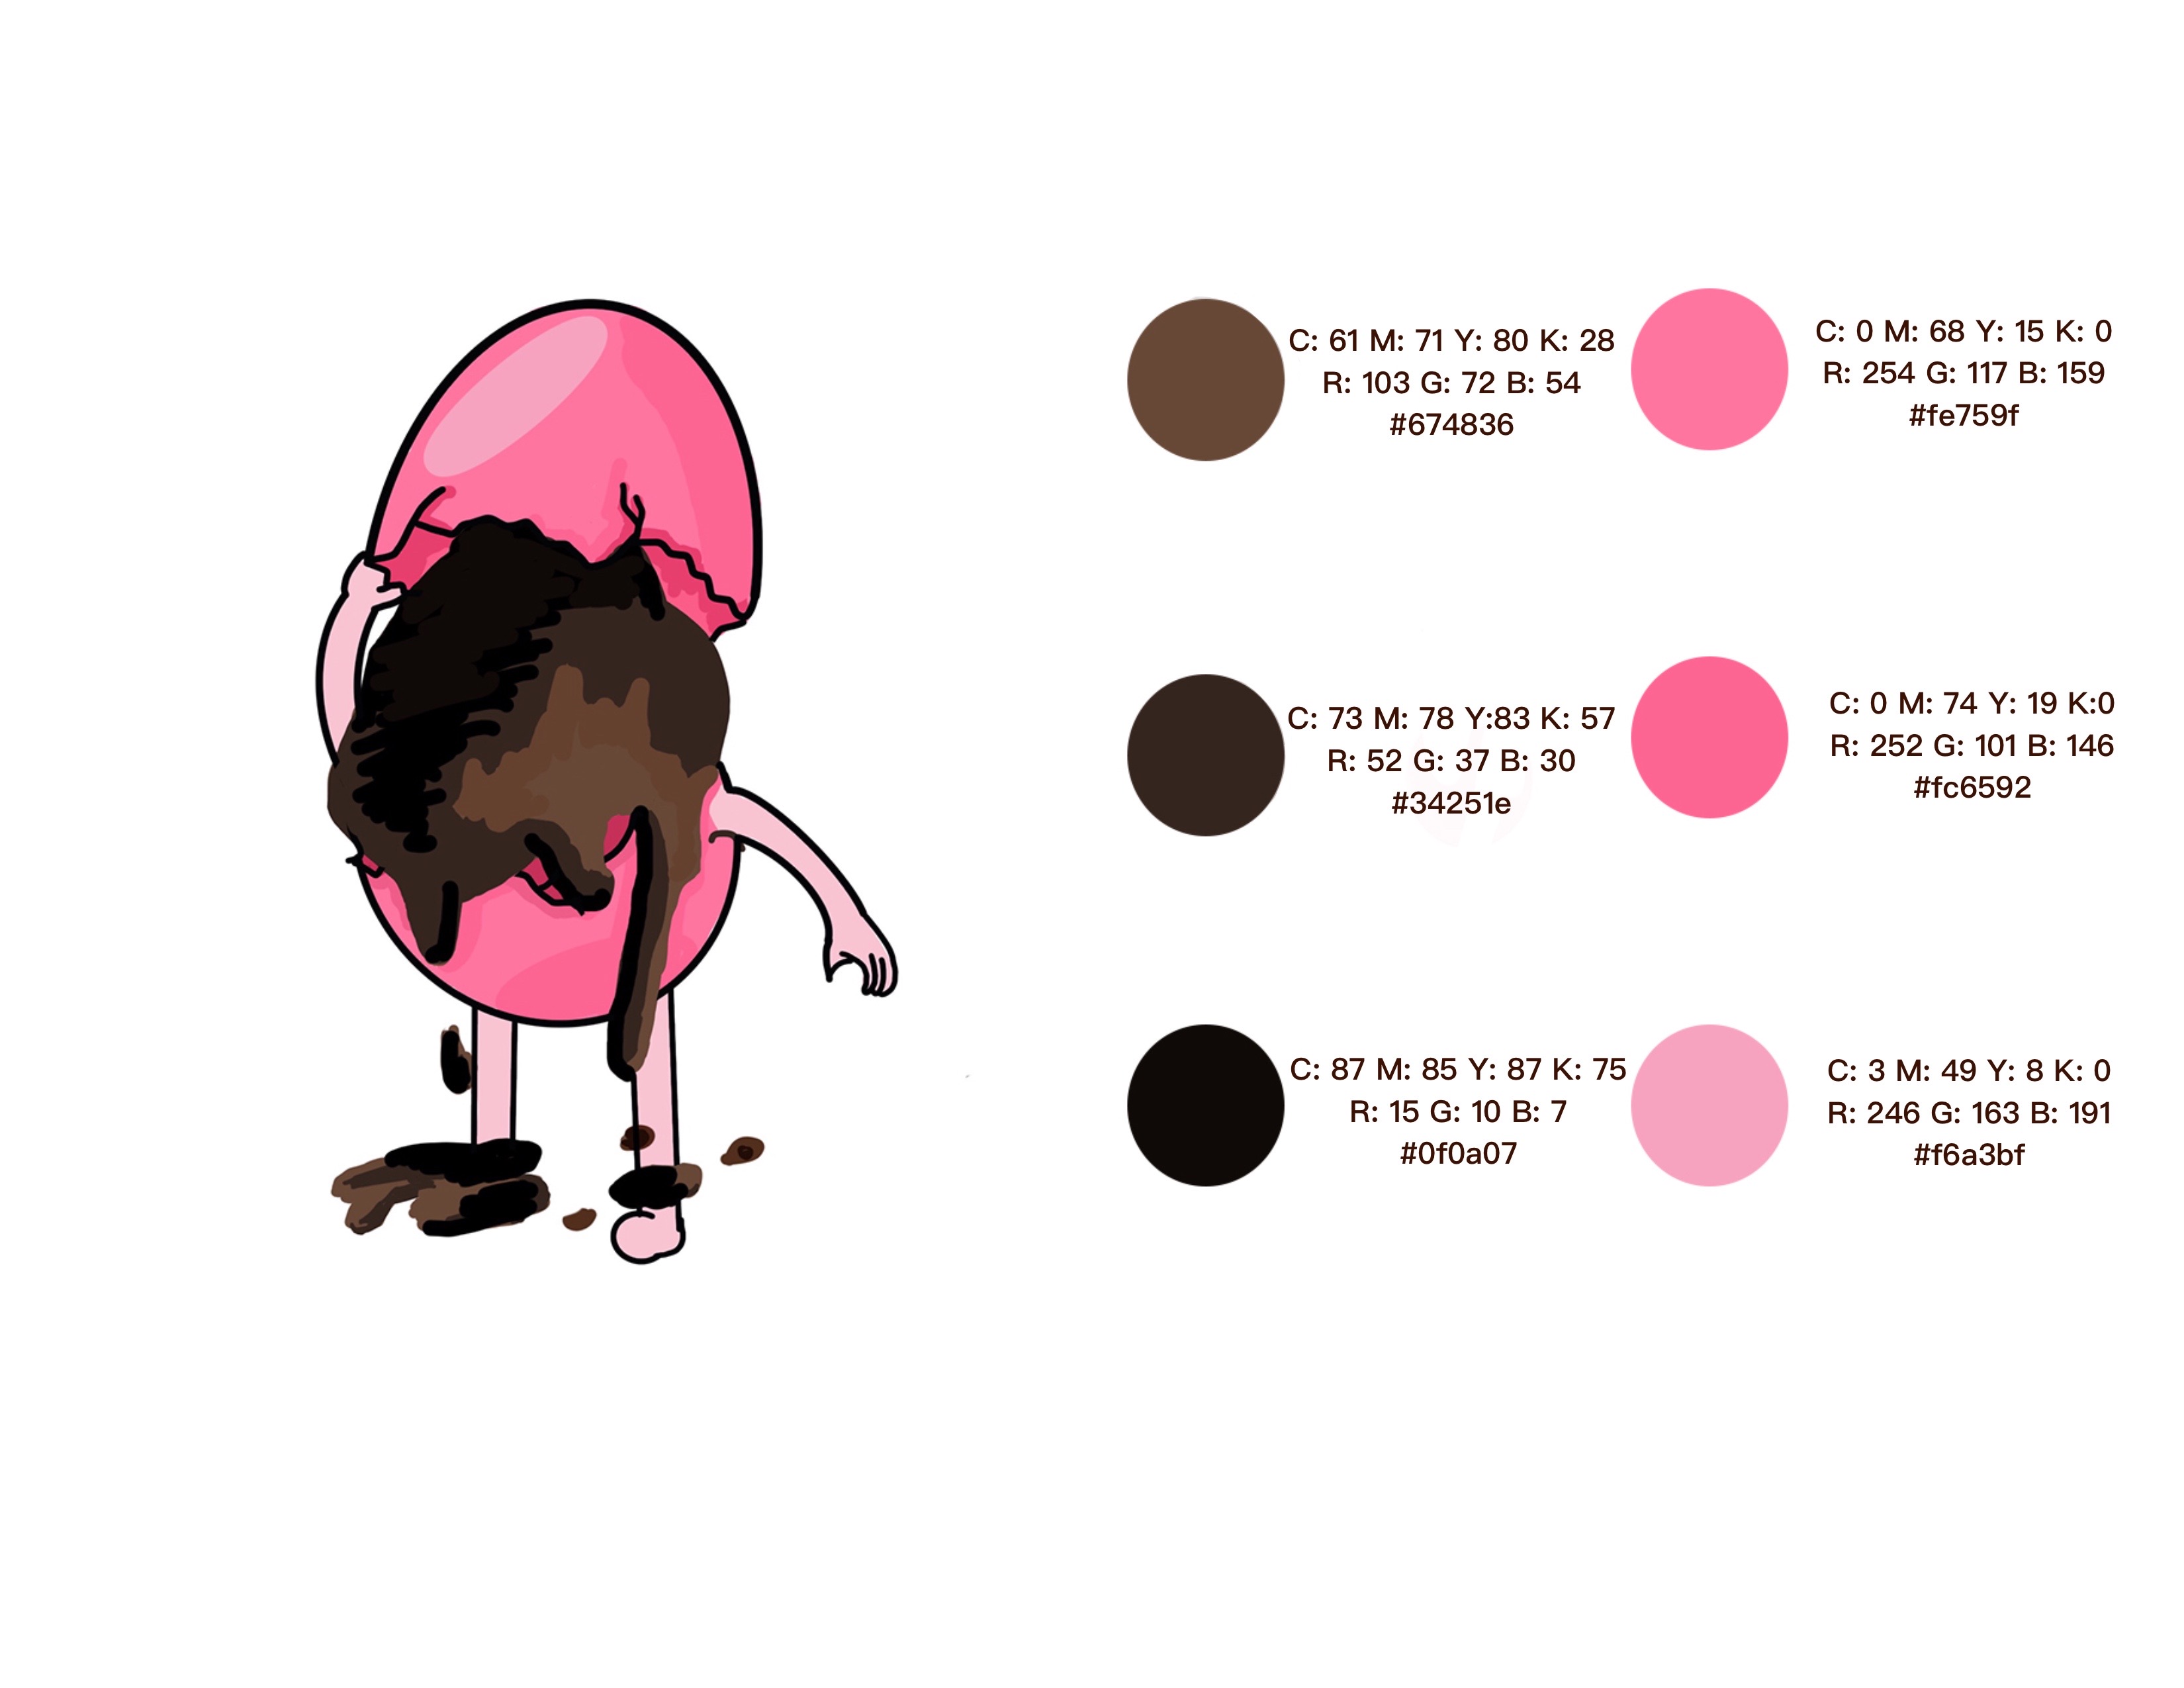 C: 61 M: 71 Y: 80 K: 28
R: 103 G: 72 B: 54
#674836
C: 0 M: 68 Y: 15 K: 0
R: 254 G: 117 B: 159
#fe759f
C: 73 M: 78 Y:83 K: 57
R: 52 G: 37 B: 30
#34251e
C: 0 M: 74 Y: 19 K:0
R: 252 G: 101 B: 146
#fc6592
C: 87 M: 85 Y: 87 K: 75
R: 15 G: 10 B: 7
#0f0a07
C: 3 M: 49 Y: 8 K: 0
R: 246 G: 163 B: 191
#f6a3bf